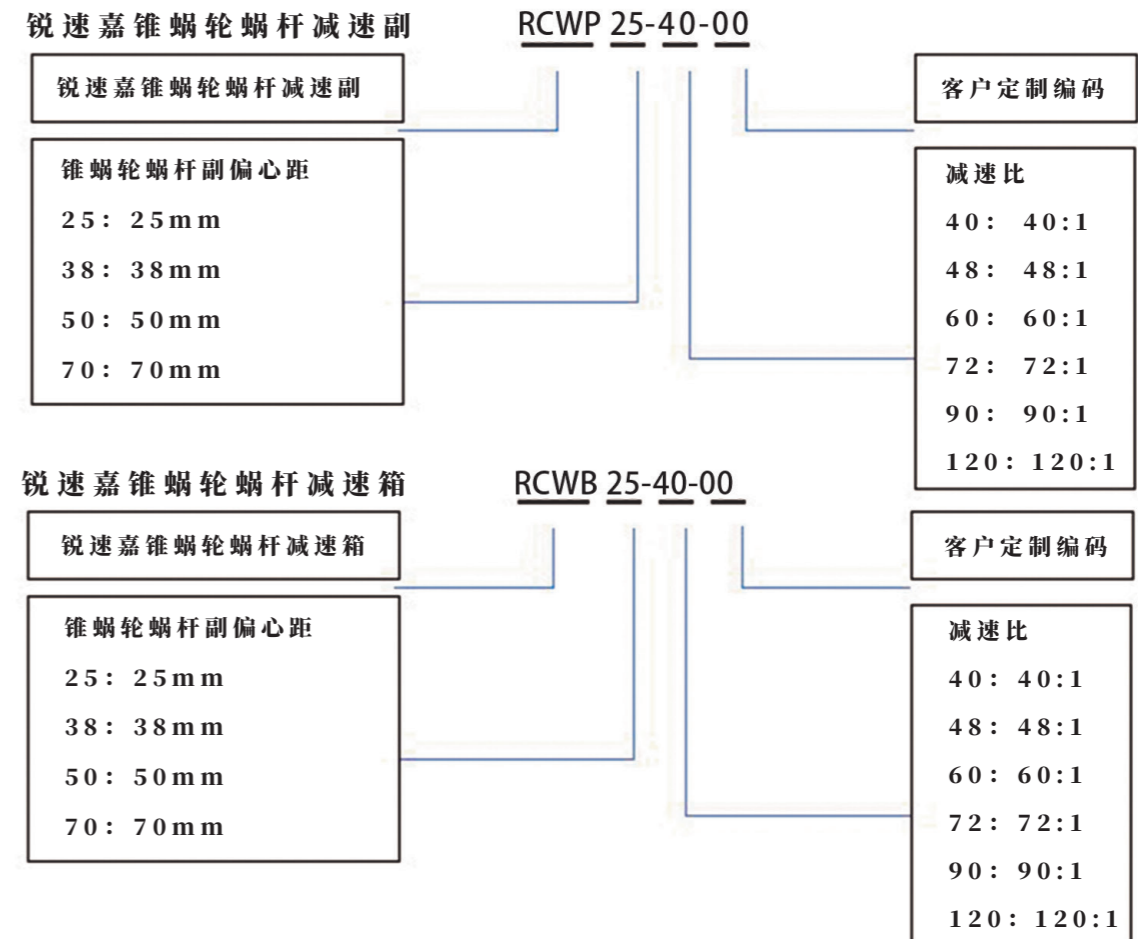 锐速嘉锥蜗轮蜗杆减速副
RCWP 25-40-00
锐速嘉锥蜗轮蜗杆减速副
客户定制编码
锥蜗轮蜗杆副偏心距
25: 25mm
38: 38mm
50: 50mm
70: 70mm
减速比
40: 40:1
48: 48:1
60: 60:1
72: 72:1
90: 90:1
120: 120:1
锐速嘉锥蜗轮蜗杆减速箱
RCWB 25-40-00
锐速嘉锥蜗轮蜗杆减速箱
客户定制编码
锥蜗轮蜗杆副偏心距
25: 25mm
38: 38mm
50: 50mm
70: 70mm
减速比
40: 40:1
48: 48:1
60: 60:1
72: 72:1
90: 90:1
120: 120:1